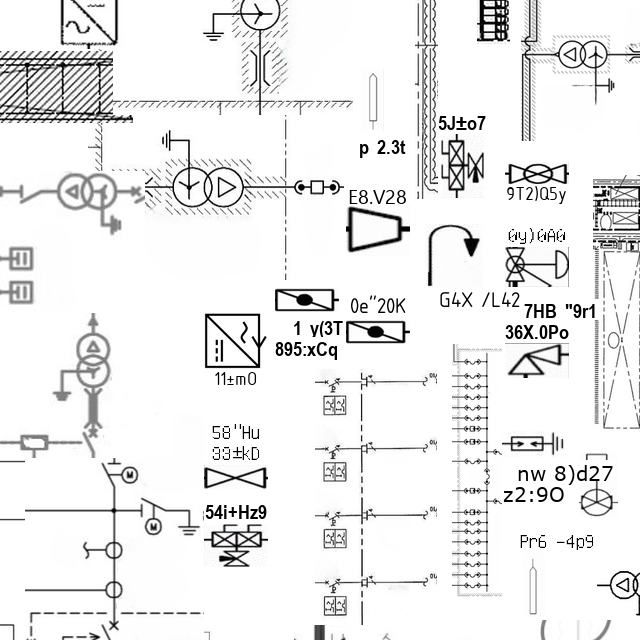 5J±o7
p 2.3t
E8.V28
9T2)Q5y
0y)0A0
G4X /L42
7HB "9r1
36X.0Po
0e"20K
1 y(3T
895:xCq
11±m0
58"Hu
33±kD
54i+Hz9
nw 8)d27
z2:9O
Pr6 -4p9
M
M